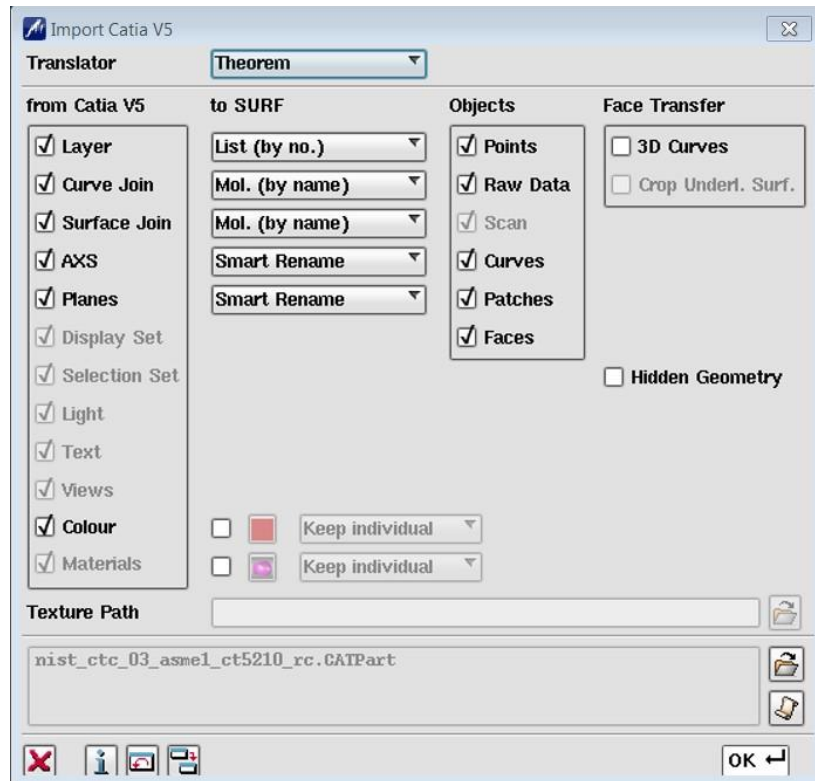 Import Catia V5
Translator Theorem
from Catia V5 to SURF Objects Face Transfer
Layer List (by no.) Points 3D Curves
Curve Join Mol. (by name) Raw Data Crop Underl. Surf.
Surface Join Mol. (by name) Scan
AXS Smart Rename Curves
Planes Smart Rename Patches
Display Set Faces
Selection Set Hidden Geometry
Light
Text
Views
Colour Keep individual
Materials Keep individual
Texture Path
nist_ctc_03_asme1_ct5210_rc.CATPart
OK